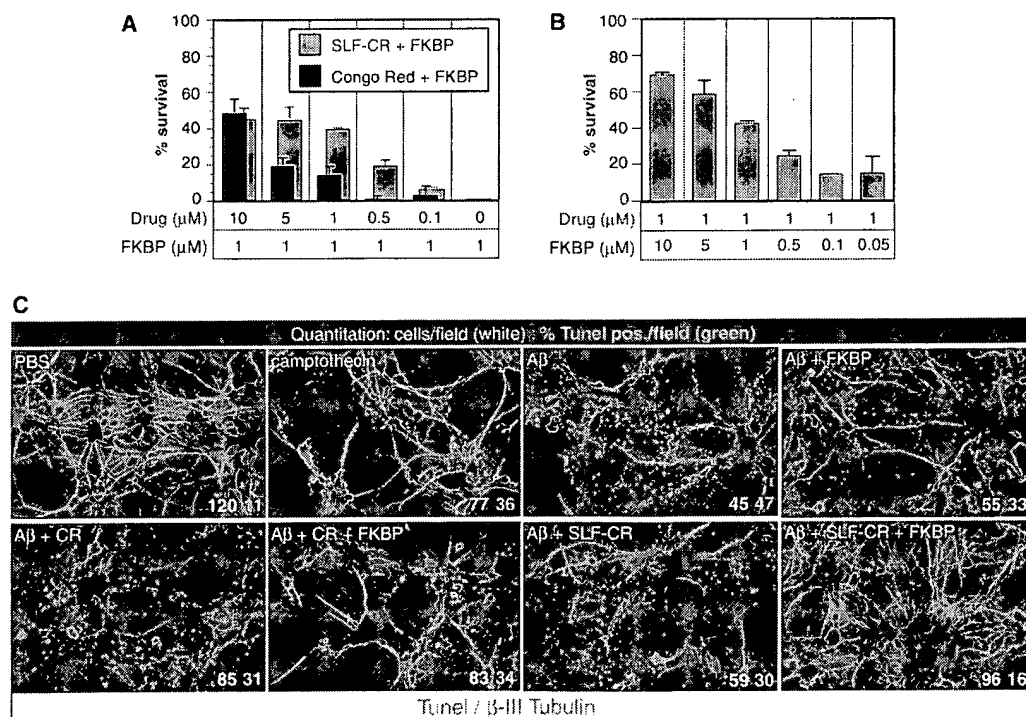 A
% survival
100
80
60
40
20
0
SLF-CR + FKBP
Congo Red + FKBP
Drug (µM) 10 5 1 0.5 0.1 0
FKBP (µM) 1 1 1 1 1 1
B
% survival
100
80
60
40
20
0
Drug (µM) 1 1 1 1 1 1
FKBP (µM) 10 5 1 0.5 0.1 0.05
C
Quantitation: cells/field (white) % Tunel pos./field (green)
PBS
120 11
camptothecin
77 36
Aβ
45 47
Aβ + FKBP
55 33
Aβ + CR
85 31
Aβ + CR + FKBP
83 34
Aβ + SLF-CR
59 30
Aβ + SLF-CR + FKBP
96 16
Tunel / β-III Tubulin